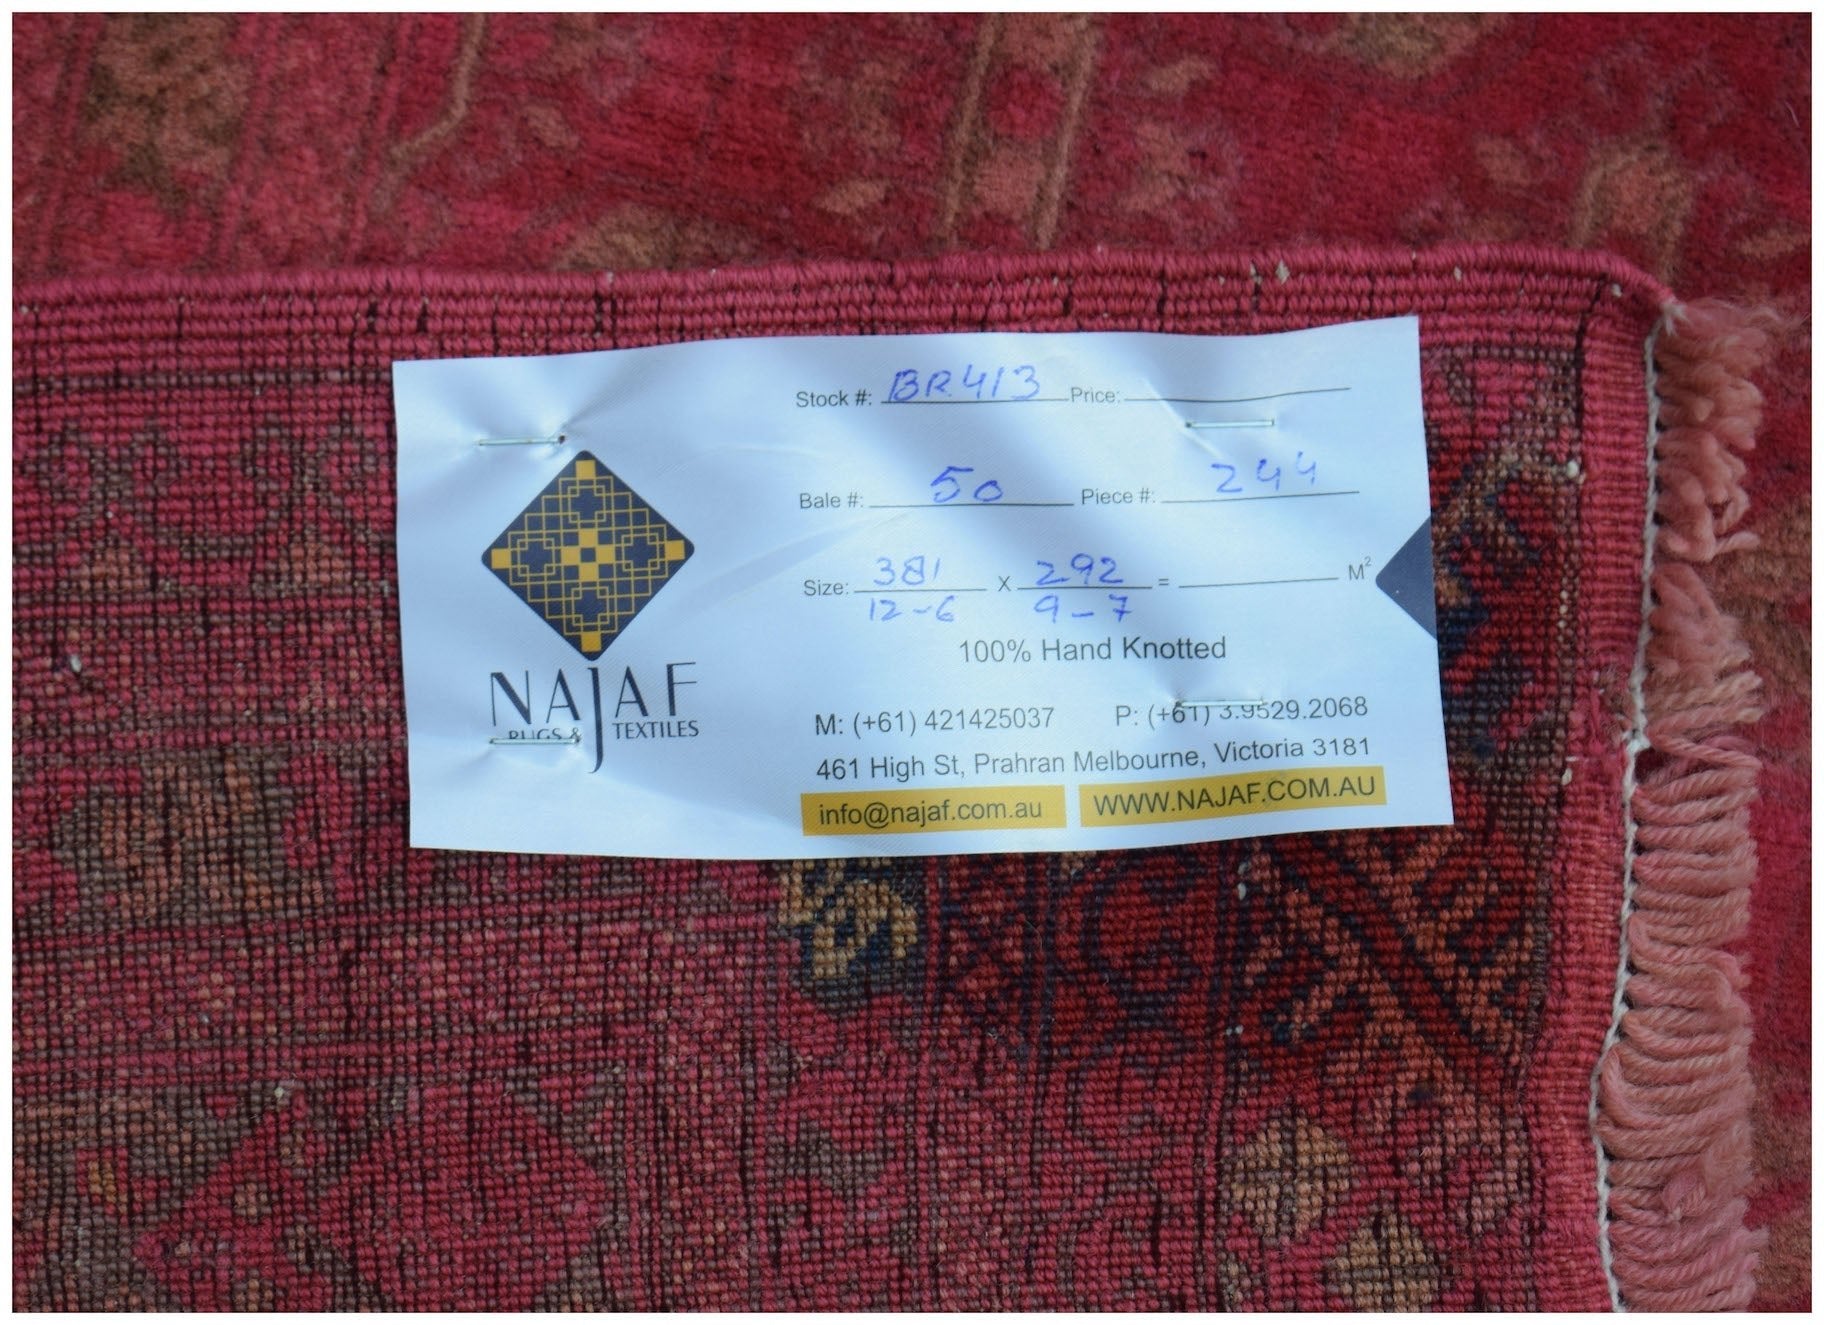 Stock #: BR413 Price:
Bale #: 50 Piece #: 244
Size: 381 X 292 = M²
12-6 9-7
100% Hand Knotted
NAJAF
RUGS & TEXTILES
M: (+61) 421425037 P: (+61) 3.9529.2068
461 High St, Prahran Melbourne, Victoria 3181
info@najaf.com.au WWW.NAJAF.COM.AU